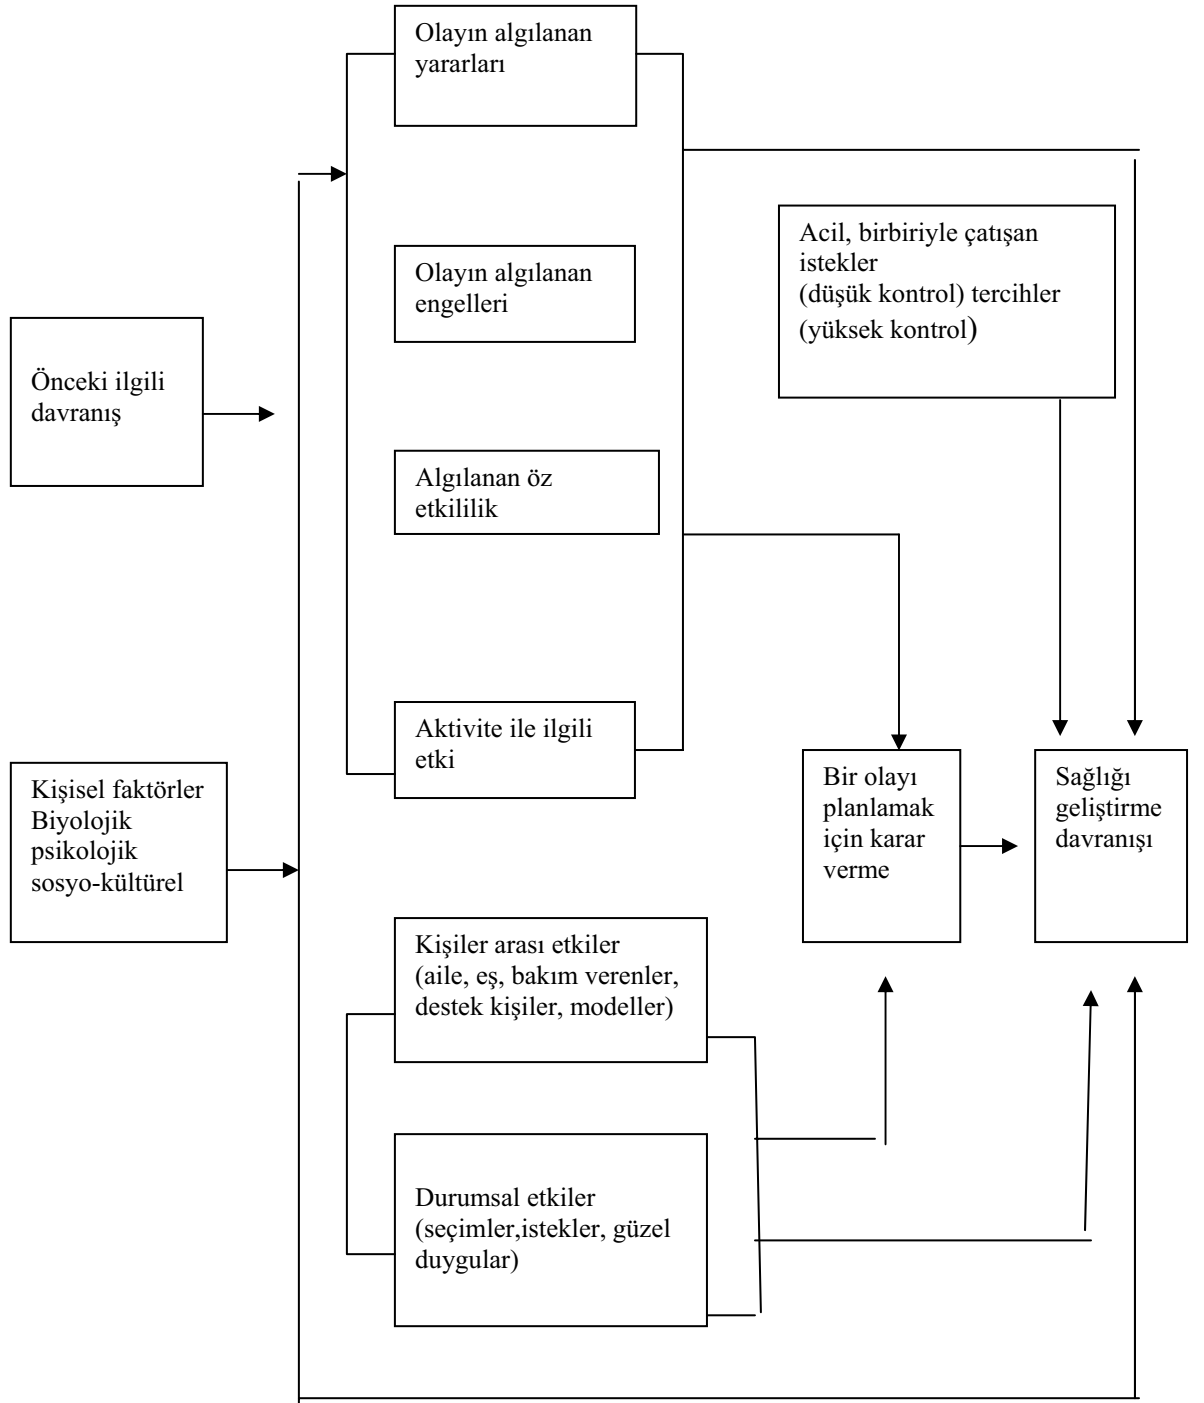 Olayın algılanan
yararları
Olayın algılanan
engelleri
Acil, birbiriyle çatışan
istekler
(düşük kontrol) tercihler
(yüksek kontrol)
Önceki ilgili
davranış
Algılanan öz
etkililik
Aktivite ile ilgili
etki
Kişisel faktörler
Biyolojik
psikolojik
sosyo-kültürel
Bir olayı
planlamak
için karar
verme
Sağlığı
geliştirme
davranışı
Kişiler arası etkiler
(aile, eş, bakım verenler,
destek kişiler, modeller)
Durumsal etkiler
(seçimler,istekler, güzel
duygular)